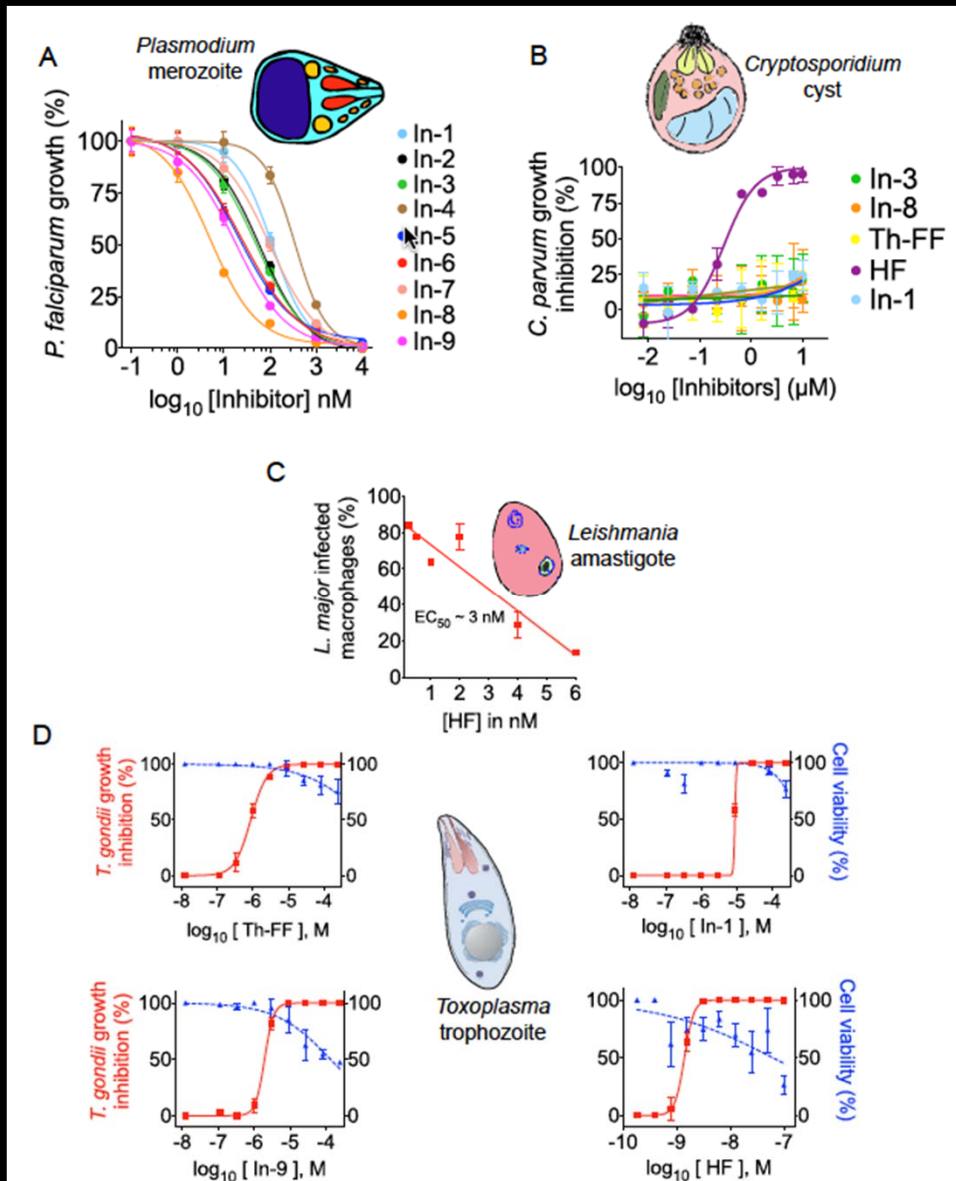 A
Plasmodium
merozoite
P. falciparum growth (%)
100
75
50
25
0
-1 0 1 2 3 4
log10 [Inhibitor] nM
In-1
In-2
In-3
In-4
In-5
In-6
In-7
In-8
In-9
B
Cryptosporidium
cyst
C. parvum growth
inhibition (%)
100
75
50
25
0
-2 -1 0 1
log10 [Inhibitors] (µM)
In-3
In-8
Th-FF
HF
In-1
C
L. major infected
macrophages (%)
100
80
60
40
20
0
EC50 ~ 3 nM
1 2 3 4 5 6
[HF] in nM
Leishmania
amastigote
D
T. gondii growth
inhibition (%)
100
50
0
100
50
0
-8 -7 -6 -5 -4
log10 [ Th-FF], M
100
50
0
100
50
0
Cell viability (%)
-8 -7 -6 -5 -4
log10 [ In-1 ], M
Toxoplasma
trophozoite
T. gondii growth
inhibition (%)
100
50
0
100
50
0
-8 -7 -6 -5 -4
log10 [ In-9 ], M
100
50
0
100
50
0
Cell viability (%)
-10 -9 -8 -7
log10 [ HF ], M